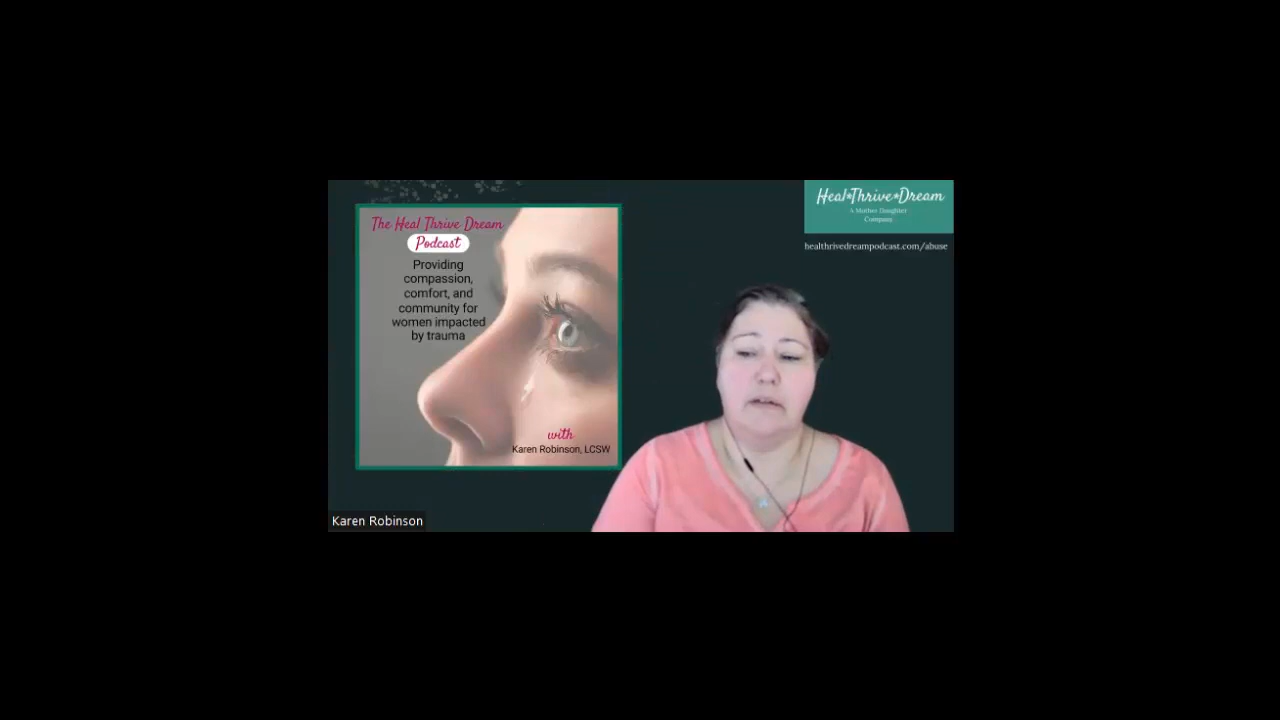 The Heal Thrive Dream
Podcast
Providing
compassion,
comfort, and
community for
women impacted
by trauma
with
Karen Robinson, LCSW
Heal*Thrive*Dream
A Mother Daughter
Company
healthrivedreampodcast.com/abuse
Karen Robinson